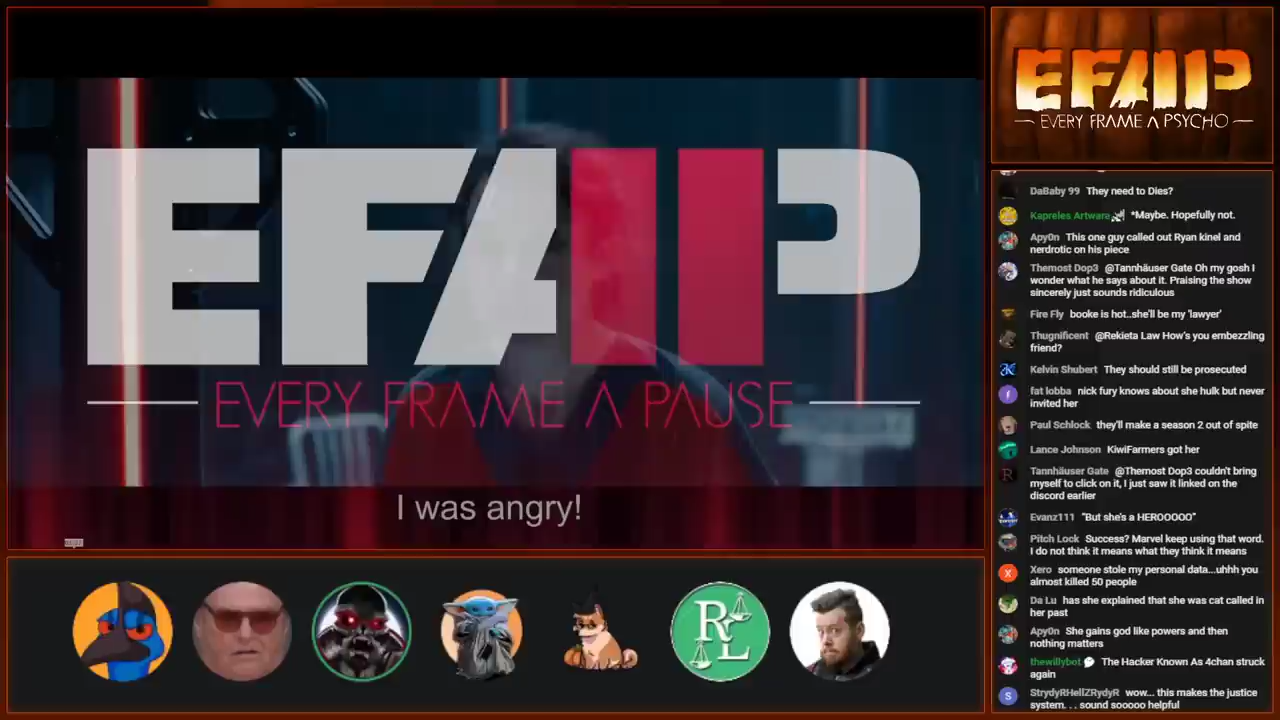 EFAP
EVERY FRAME A PAUSE
I was angry!
EFAP
EVERY FRAME A PSYCHO
DaBaby 99 They need to Dies?
Kapreles Artware *Maybe. Hopefully not.
Apy0n This one guy called out Ryan kinel and
nerdrotic on his piece
Themost Dop3 @Tannhäuser Gate Oh my gosh I
wonder what he says about it. Praising the show
sincerely just sounds ridiculous
Fire Fly booke is hot..she'll be my 'lawyer'
Thugnificent @Rekieta Law How's you embezzling
friend?
Kelvin Shubert They should still be prosecuted
fat lobba nick fury knows about she hulk but never
invited her
Paul Schlock they'll make a season 2 out of spite
Lance Johnson KiwiFarmers got her
Tannhäuser Gate @Themost Dop3 couldn't bring
myself to click on it, I just saw it linked on the
discord earlier
Evanz111 "But she's a HEROOOOO"
Pitch Lock Success? Marvel keep using that word.
I do not think it means what they think it means
X
Xero someone stole my personal data...uhhh you
almost killed 50 people
Da Lu has she explained that she was cat called in
her past
Apy0n She gains god like powers and then
nothing matters
thewillybot The Hacker Known As 4chan struck
again
S
StrydyRHellZRydyR wow... this makes the justice
system. . . sound sooooo helpful
RLC